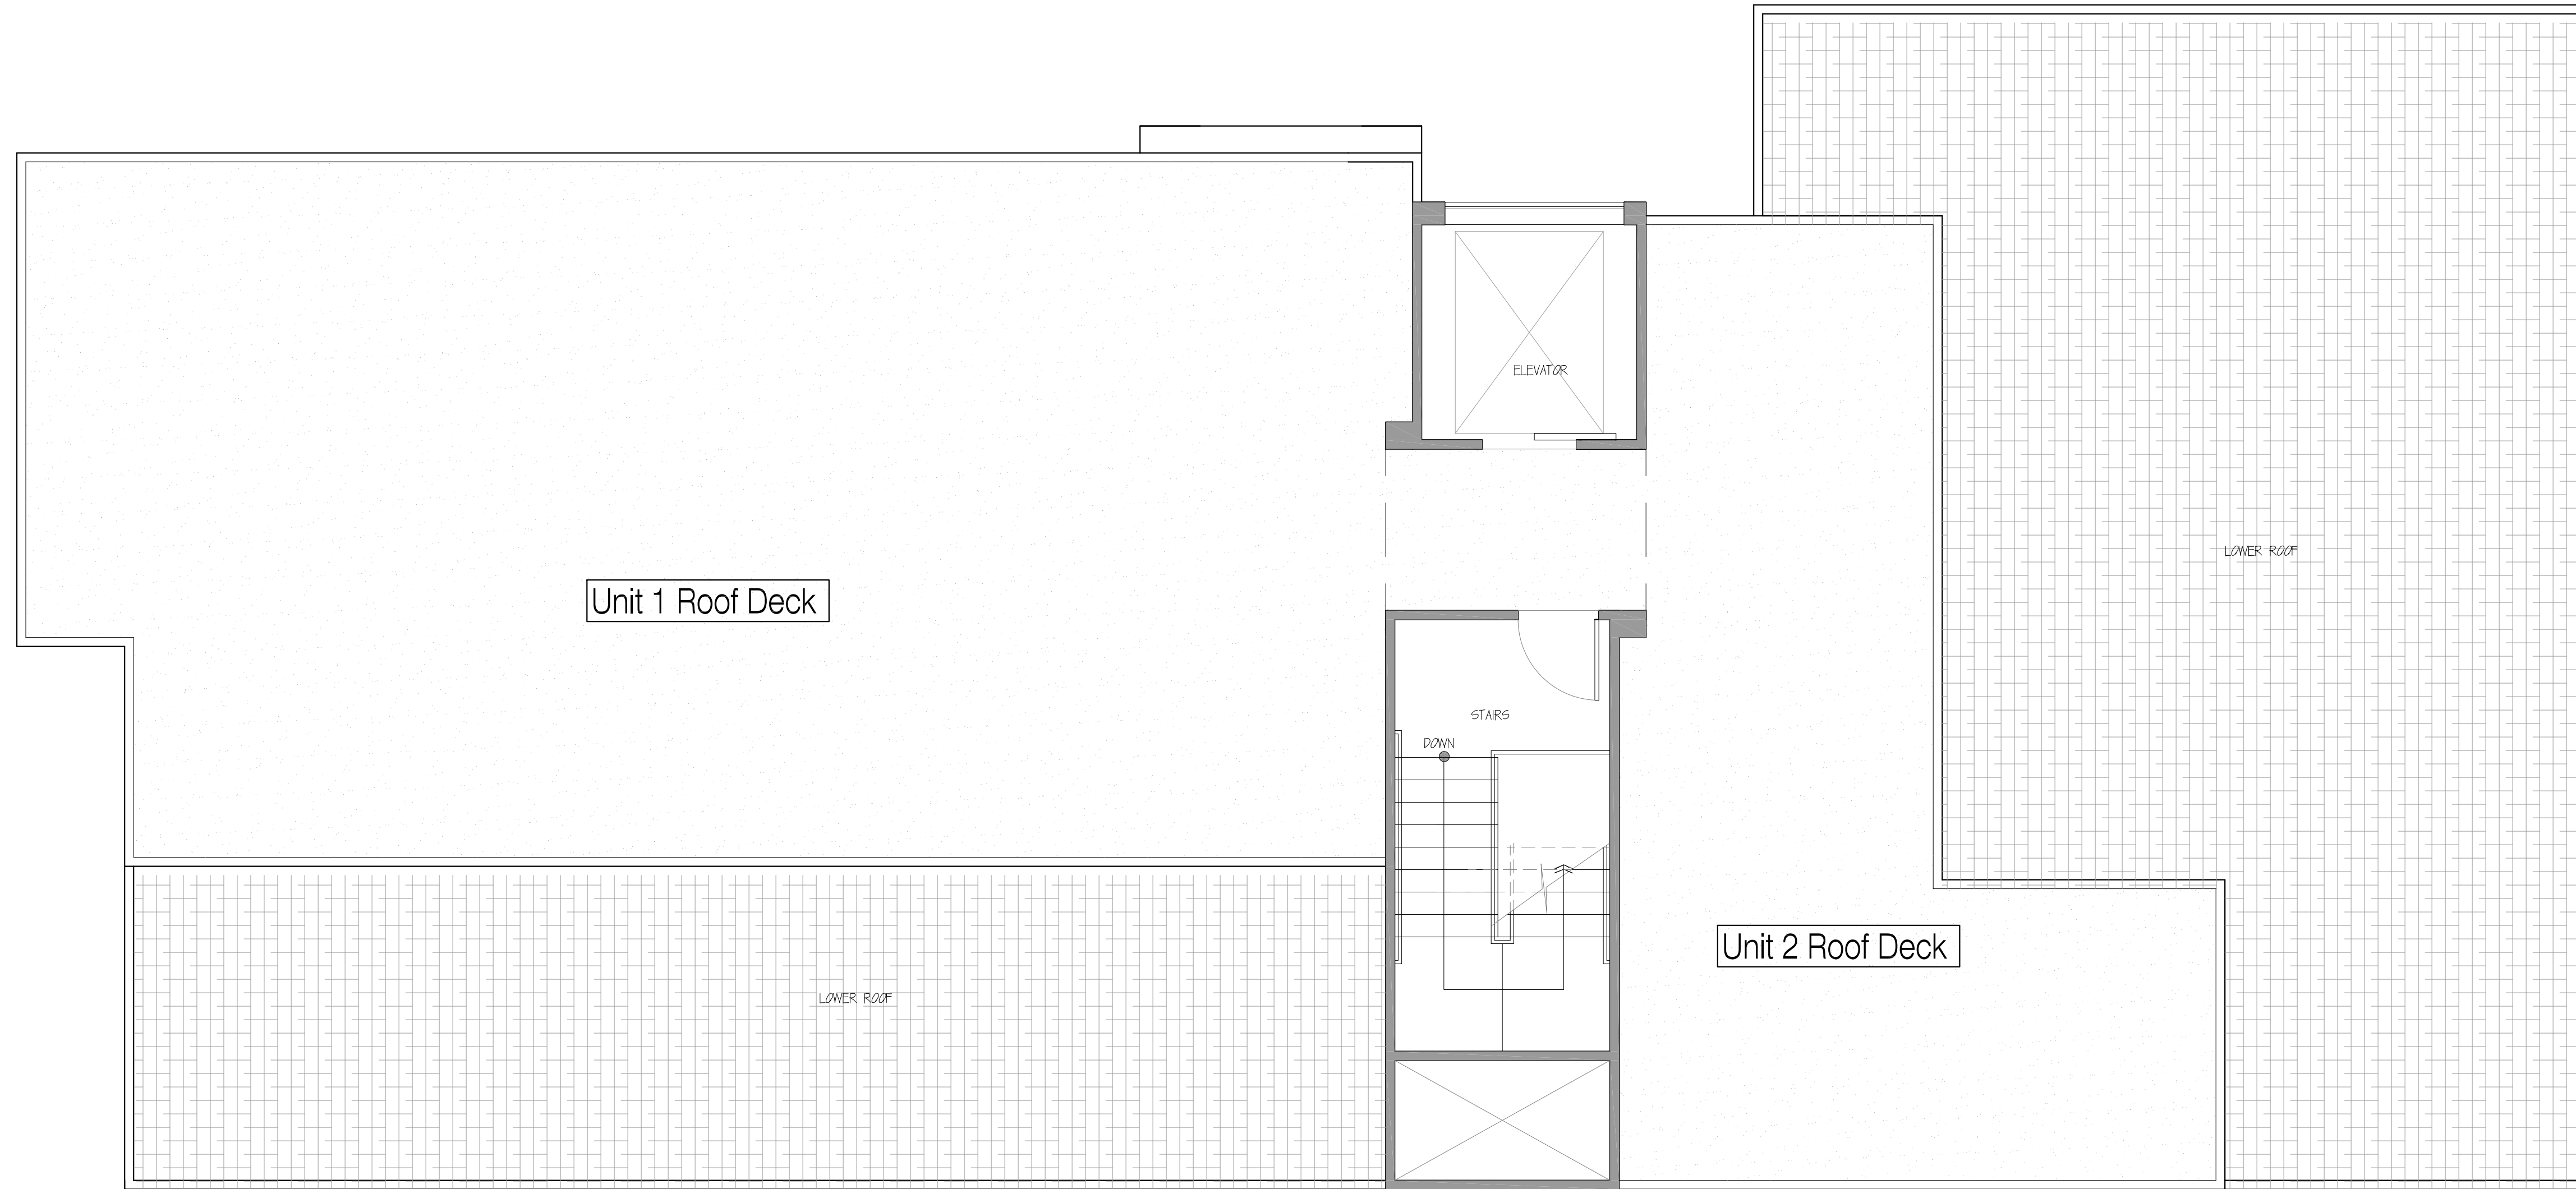 ELEVATOR
LOWER ROOF
Unit 1 Roof Deck
STAIRS
DOWN
Unit 2 Roof Deck
LOWER ROOF